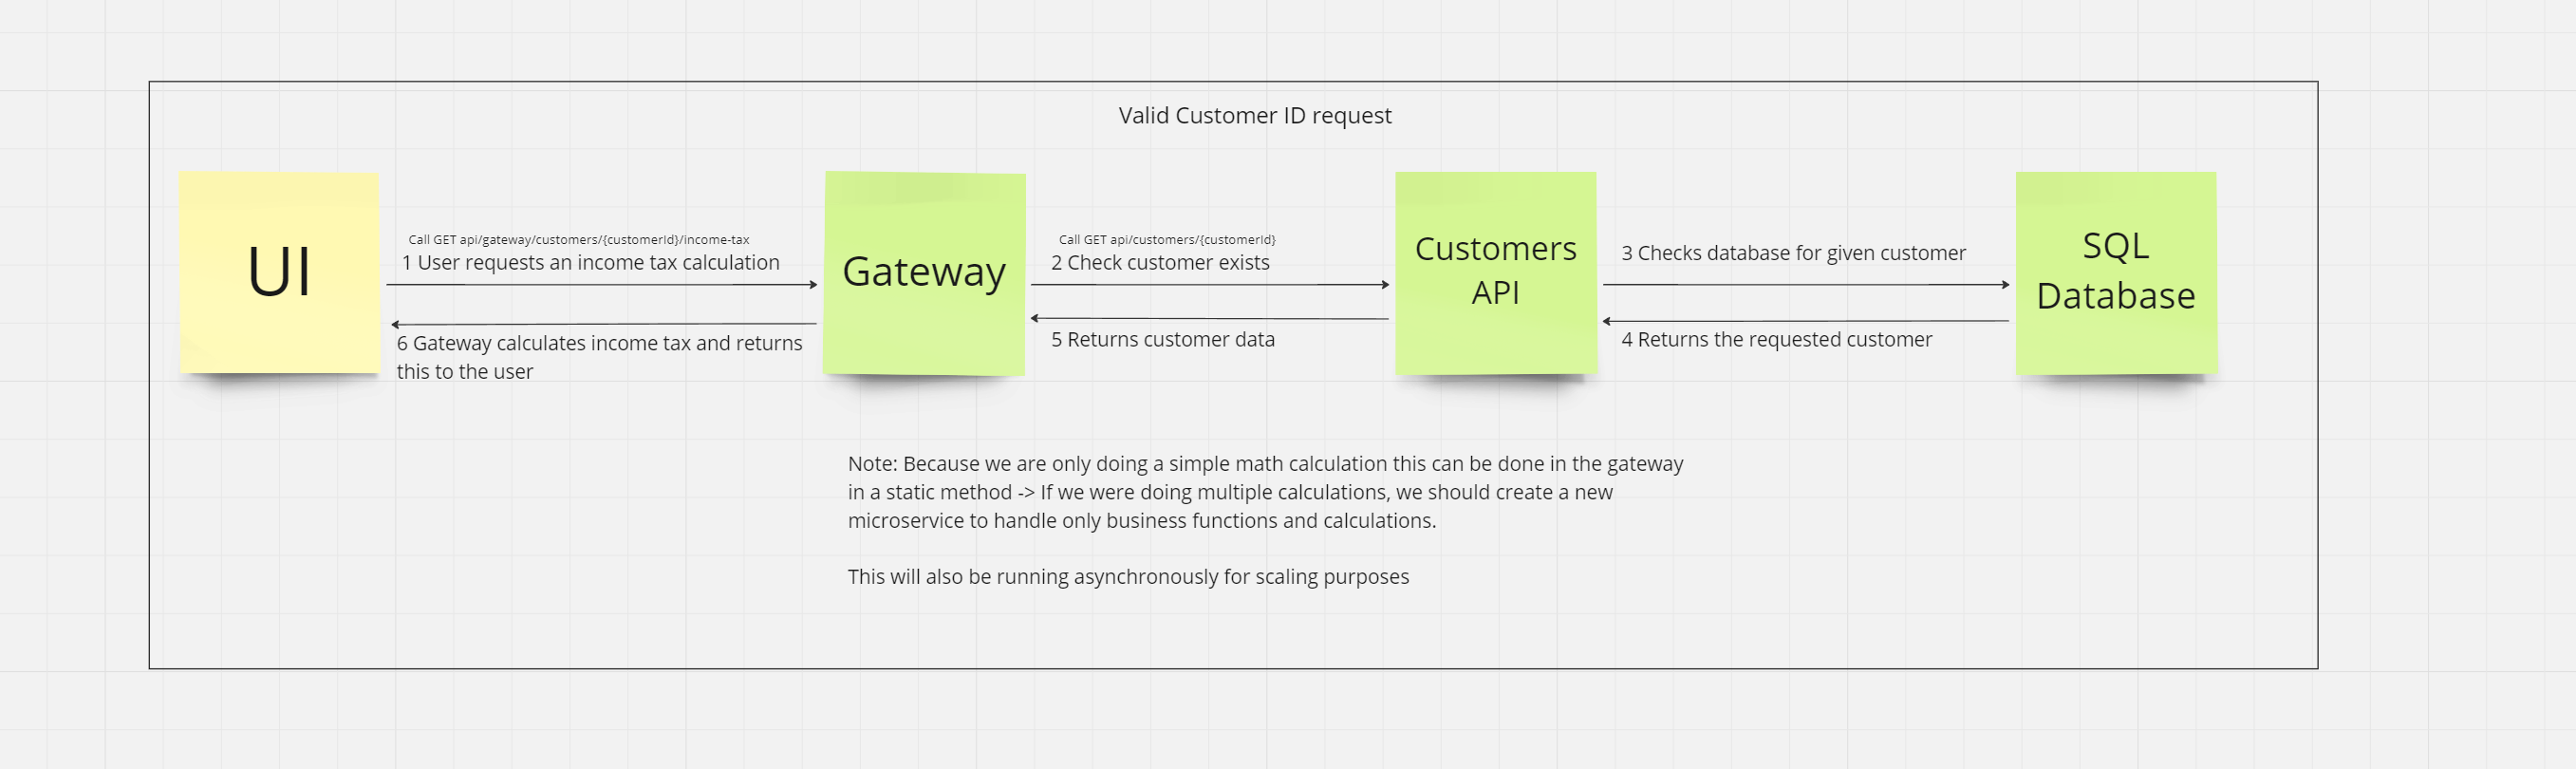 Valid Customer ID request
UI
Call GET api/gateway/customers/{customerId}/income-tax
1 User requests an income tax calculation
6 Gateway calculates income tax and returns
this to the user
Gateway
Call GET api/customers/{customerId}
2 Check customer exists
5 Returns customer data
Customers
API
3 Checks database for given customer
4 Returns the requested customer
SQL
Database
Note: Because we are only doing a simple math calculation this can be done in the gateway
in a static method -> If we were doing multiple calculations, we should create a new
microservice to handle only business functions and calculations.
This will also be running asynchronously for scaling purposes